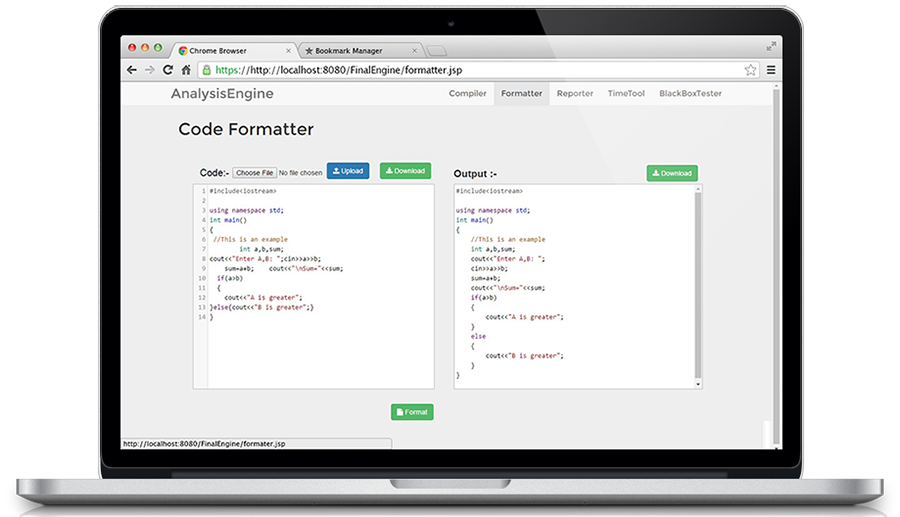 Chrome Browser
Bookmark Manager
https://http://localhost:8080/FinalEngine/formatter.jsp
AnalysisEngine
Compiler
Formatter
Reporter
TimeTool
BlackBoxTester
Code Formatter
Code:- Choose File No file chosen Upload Download
1 #include<iostream>
2
3 using namespace std;
4 int main()
5 {
6 //This is an example
7 int a,b,sum;
8 cout<<"Enter A,B: ";cin>>a>>b;
9 sum=a+b; cout<<"\nSum="<<sum;
10 if(a>b)
11 {
12 cout<<"A is greater";
13 }else{cout<<"B is greater";}
14 }
Output :- Download
#include<iostream>
using namespace std;
int main()
{
//This is an example
int a,b,sum;
cout<<"Enter A,B: ";
cin>>a>>b;
sum=a+b;
cout<<"\nSum="<<sum;
if(a>b)
{
cout<<"A is greater";
}
else
{
cout<<"B is greater";
}
}
Format
http://localhost:8080/FinalEngine/formater.jsp